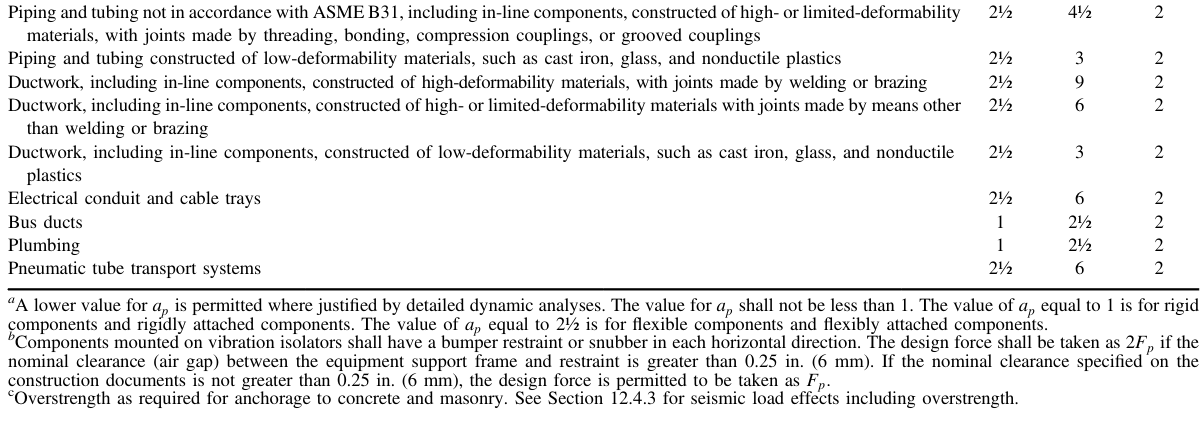 Piping and tubing not in accordance with ASME B31, including in-line components, constructed of high- or limited-deformability 2½ 4½ 2
materials, with joints made by threading, bonding, compression couplings, or grooved couplings
Piping and tubing constructed of low-deformability materials, such as cast iron, glass, and nonductile plastics 2½ 3 2
Ductwork, including in-line components, constructed of high-deformability materials, with joints made by welding or brazing 2½ 9 2
Ductwork, including in-line components, constructed of high- or limited-deformability materials with joints made by means other 2½ 6 2
than welding or brazing
Ductwork, including in-line components, constructed of low-deformability materials, such as cast iron, glass, and nonductile 2½ 3 2
plastics
Electrical conduit and cable trays 2½ 6 2
Bus ducts 1 2½ 2
Plumbing 1 2½ 2
Pneumatic tube transport systems 2½ 6 2
aA lower value for ap is permitted where justified by detailed dynamic analyses. The value for ap shall not be less than 1. The value of ap equal to 1 is for rigid
components and rigidly attached components. The value of ap equal to 2½ is for flexible components and flexibly attached components.
bComponents mounted on vibration isolators shall have a bumper restraint or snubber in each horizontal direction. The design force shall be taken as 2Fp if the
nominal clearance (air gap) between the equipment support frame and restraint is greater than 0.25 in. (6 mm). If the nominal clearance specified on the
construction documents is not greater than 0.25 in. (6 mm), the design force is permitted to be taken as Fp.
cOverstrength as required for anchorage to concrete and masonry. See Section 12.4.3 for seismic load effects including overstrength.